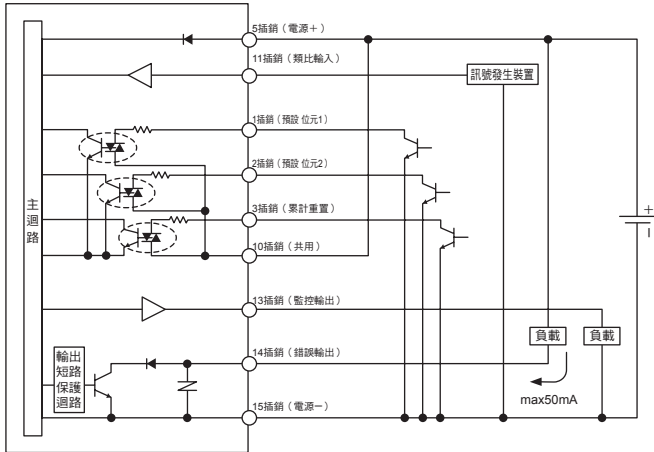 5插銷（電源＋）
11插銷（類比輸入）
訊號發生裝置
1插銷（預設 位元1）
2插銷（預設 位元2）
主迴路
3插銷（累計重置）
10插銷（共用）
13插銷（監控輸出）
負載
負載
輸出
短路
保護
迴路
14插銷（錯誤輸出）
max50mA
15插銷（電源－）